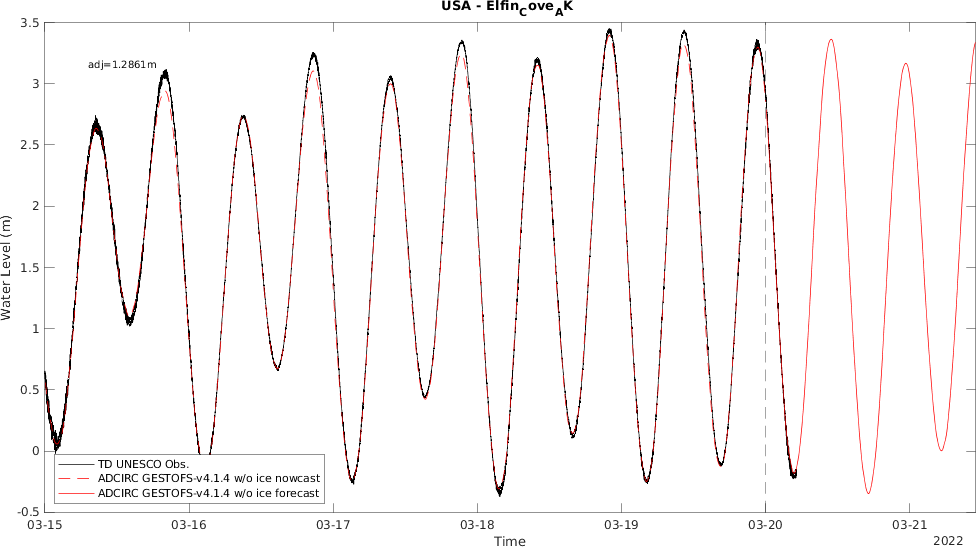 USA - Elfin_Cove_AK
3.5
3
2.5
2
1.5
1
0.5
0
-0.5
Water Level (m)
adj=1.2861m
TD UNESCO Obs.
ADCIRC GESTOFS-v4.1.4 w/o ice nowcast
ADCIRC GESTOFS-v4.1.4 w/o ice forecast
03-15 03-16 03-17 03-18 03-19 03-20 03-21
Time
2022